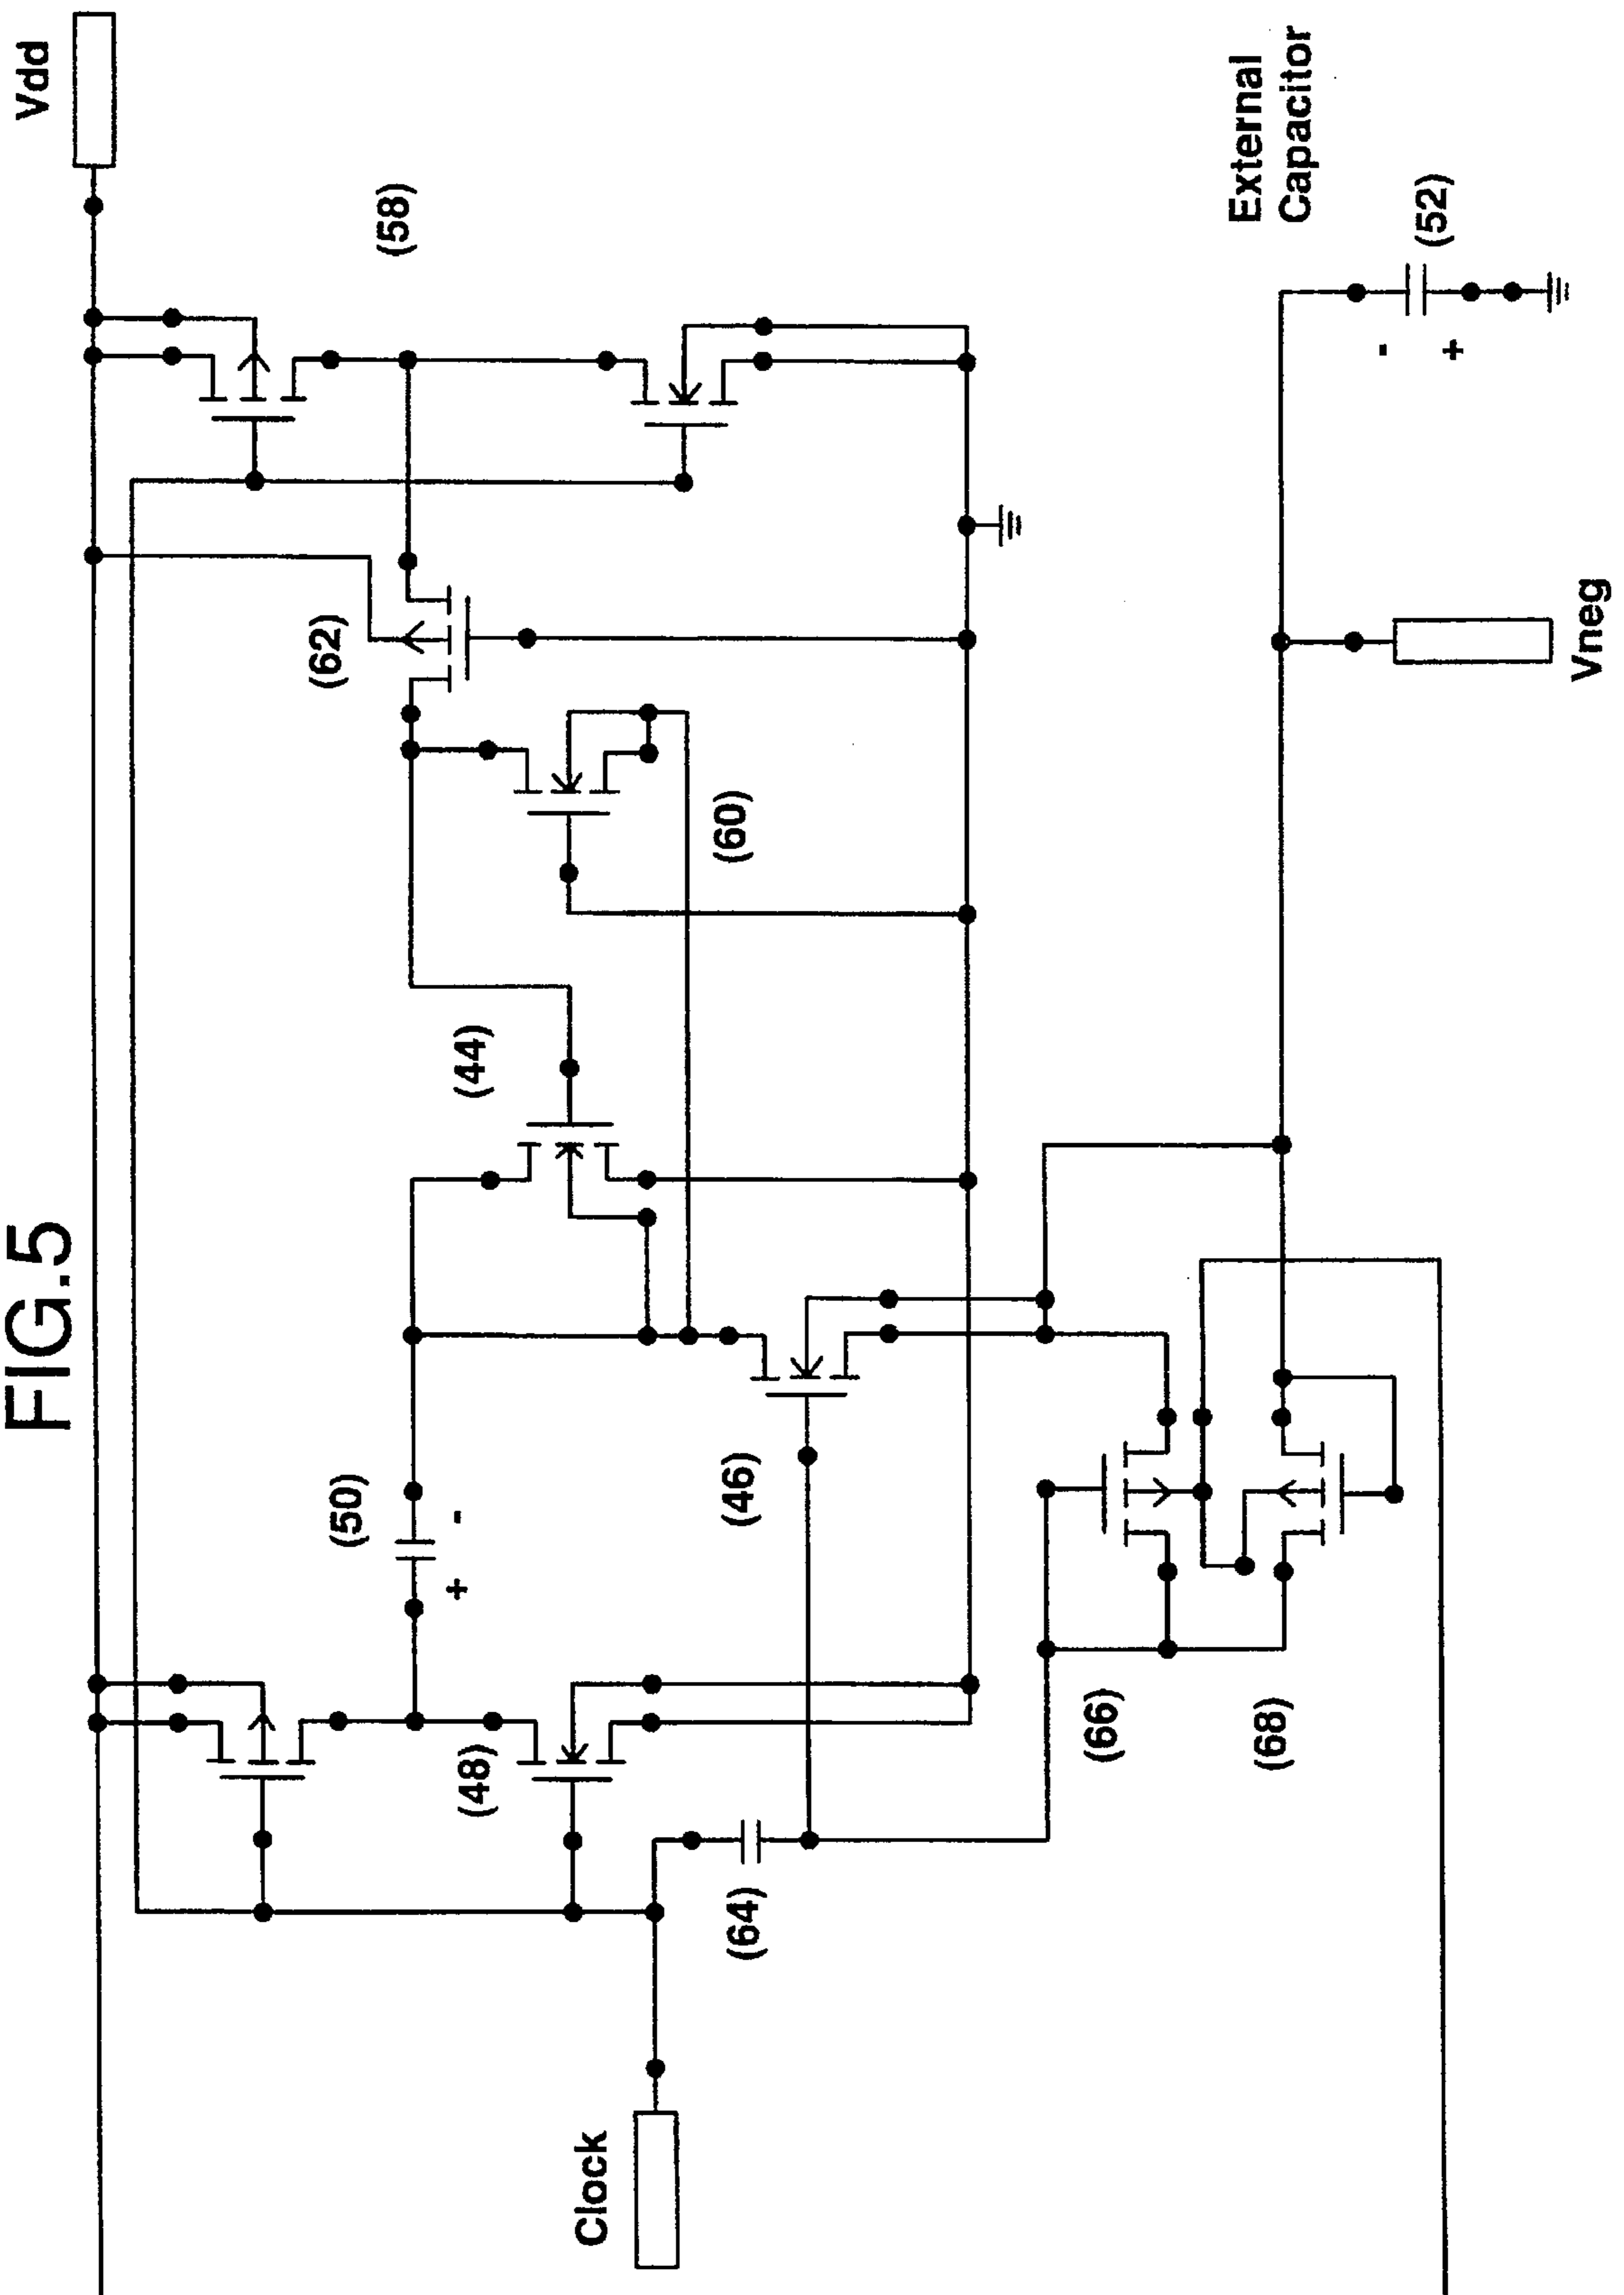 FIG.5
Vdd
(58)
(62)
(60)
(44)
(50)
+ -
(46)
(48)
(64)
Clock
(66)
(68)
External
Capacitor
(52)
- +
Vneg